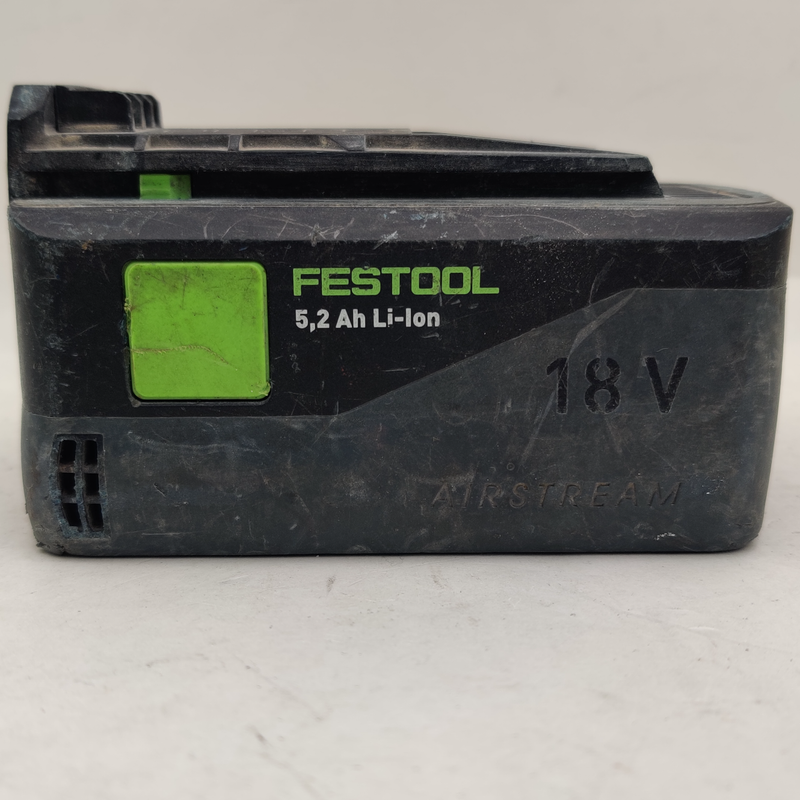 FESTOOL
5,2 Ah Li-Ion
18 V
AIRSTREAM